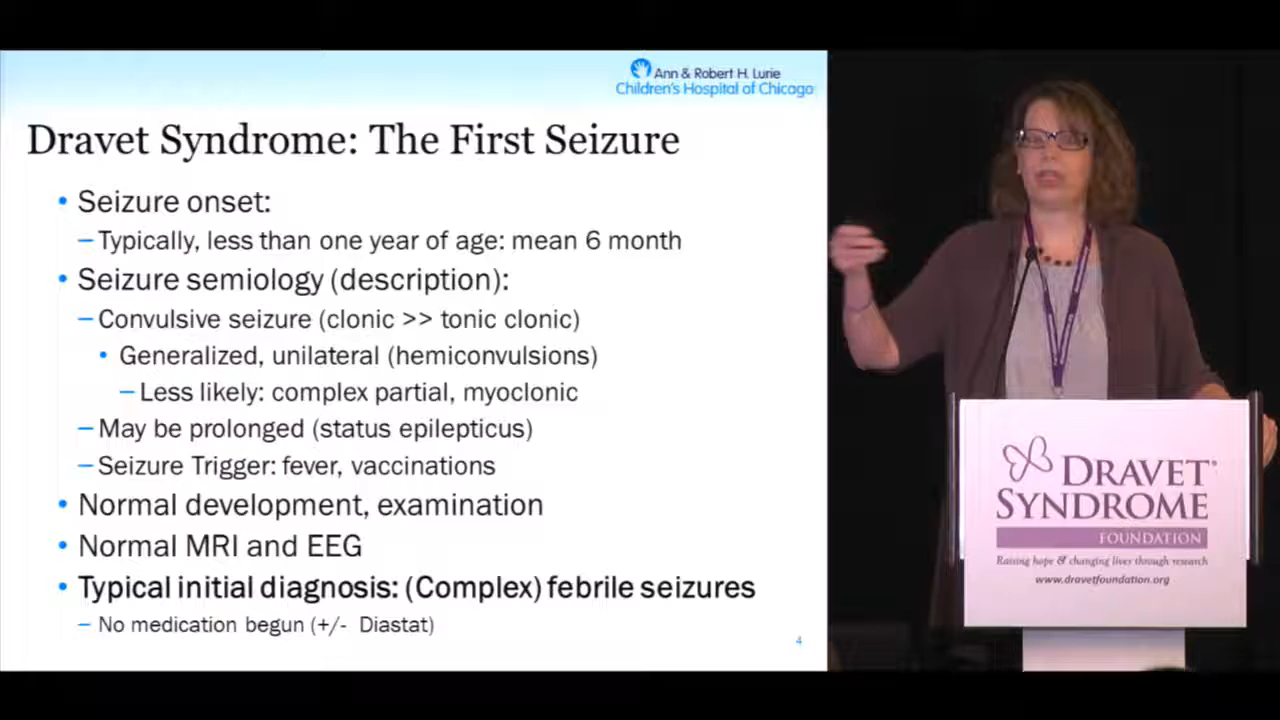 Ann & Robert H. Lurie
Children's Hospital of Chicago
Dravet Syndrome: The First Seizure
• Seizure onset:
– Typically, less than one year of age: mean 6 month
• Seizure semiology (description):
– Convulsive seizure (clonic >> tonic clonic)
• Generalized, unilateral (hemiconvulsions)
– Less likely: complex partial, myoclonic
– May be prolonged (status epilepticus)
– Seizure Trigger: fever, vaccinations
• Normal development, examination
• Normal MRI and EEG
• Typical initial diagnosis: (Complex) febrile seizures
– No medication begun (+/- Diastat)
4
DRAVET
SYNDROME
FOUNDATION
Raising hope & changing lives through research
www.dravetfoundation.org